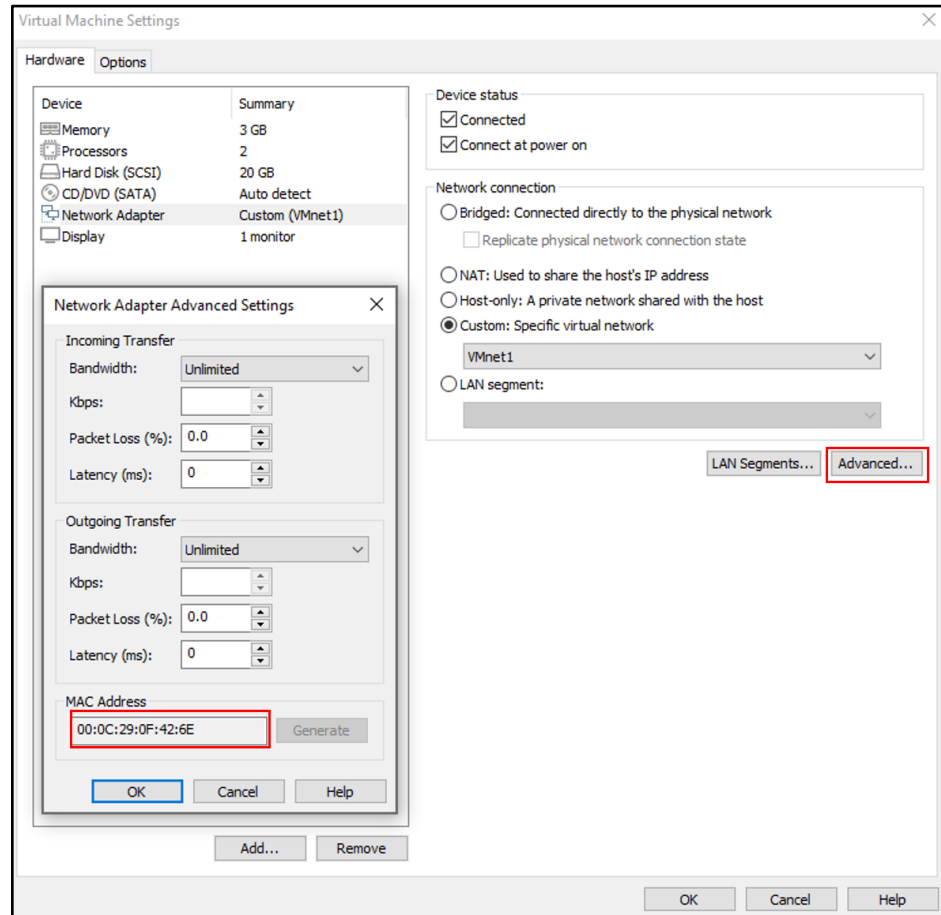 Virtual Machine Settings
Hardware
Options
Device Summary
Memory 3 GB
Processors 2
Hard Disk (SCSI) 20 GB
CD/DVD (SATA) Auto detect
Network Adapter Custom (VMnet1)
Display 1 monitor
Network Adapter Advanced Settings
Incoming Transfer
Bandwidth: Unlimited
Kbps:
Packet Loss (%): 0.0
Latency (ms): 0
Outgoing Transfer
Bandwidth: Unlimited
Kbps:
Packet Loss (%): 0.0
Latency (ms): 0
MAC Address
00:0C:29:0F:42:6E Generate
OK Cancel Help
Add... Remove
Device status
Connected
Connect at power on
Network connection
Bridged: Connected directly to the physical network
Replicate physical network connection state
NAT: Used to share the host's IP address
Host-only: A private network shared with the host
Custom: Specific virtual network
VMnet1
LAN segment:
LAN Segments... Advanced...
OK Cancel Help